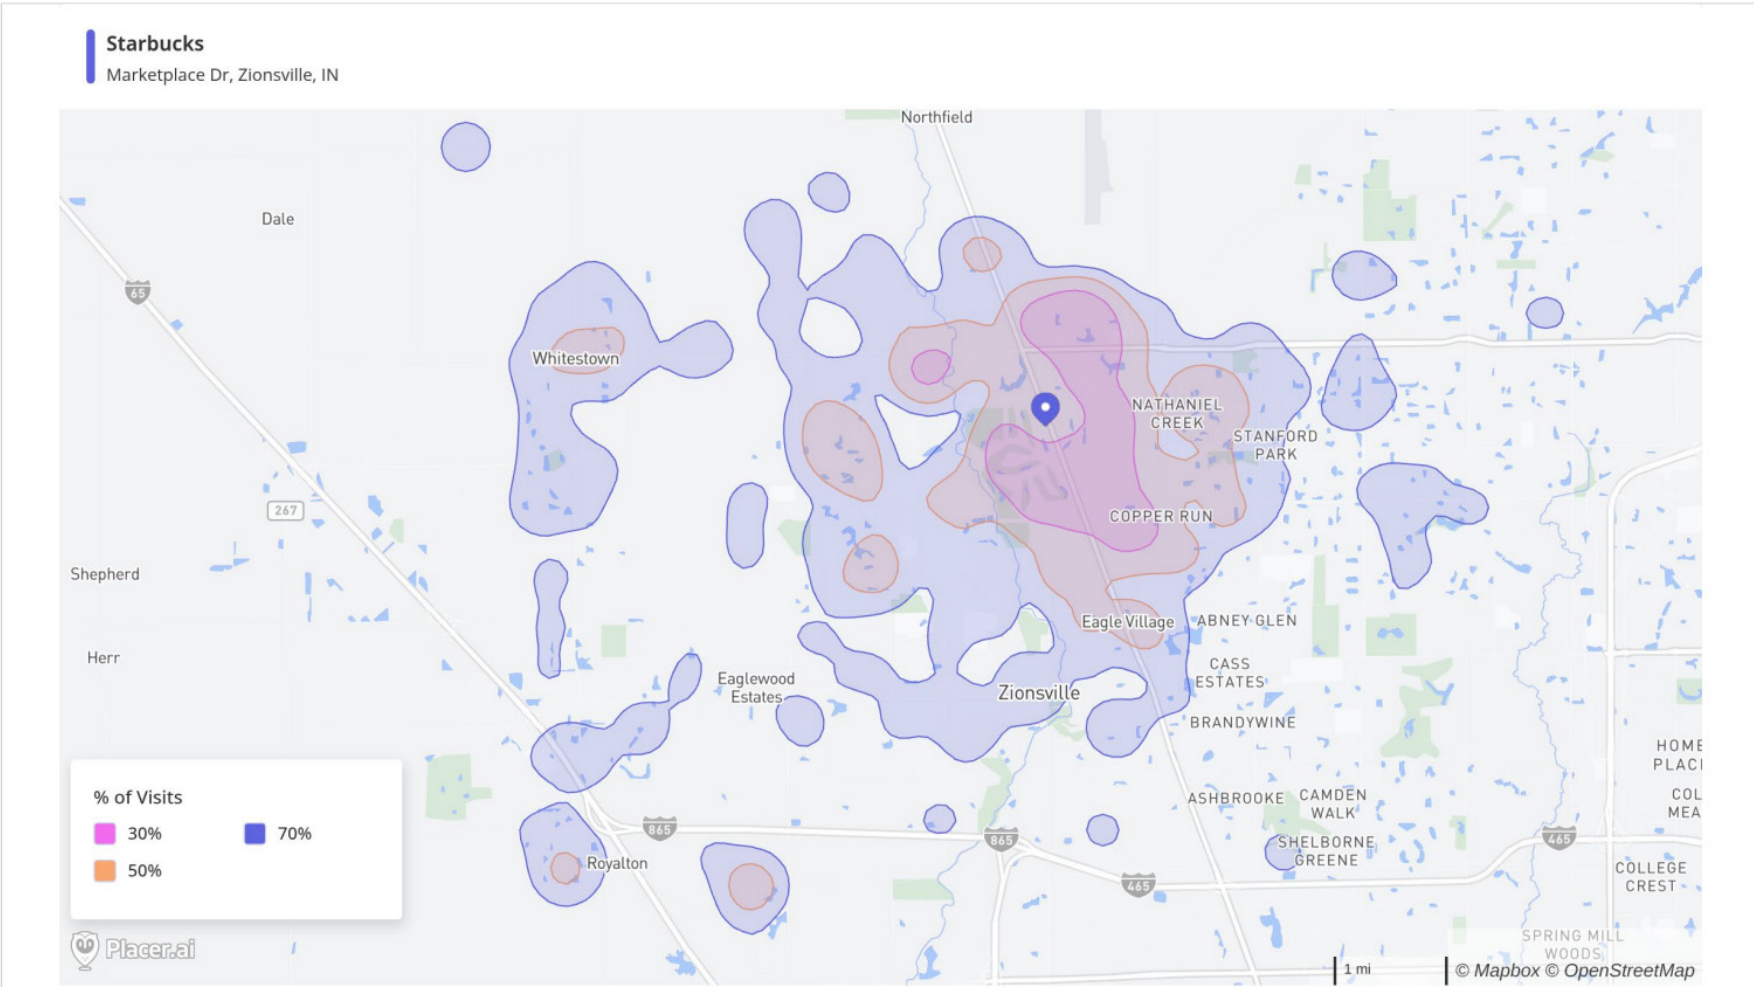 Starbucks
Marketplace Dr, Zionsville, IN
Northfield
Dale
65
Whitestown
NATHANIEL
CREEK
STANFORD
PARK
267
COPPER RUN
Shepherd
Eagle Village
ABNEY GLEN
Herr
CASS
ESTATES
Eaglewood
Estates
Zionsville
BRANDYWINE
HOME
PLAC
ASHBROOKE
CAMDEN
WALK
COL
MEA
% of Visits
30%
70%
50%
865
865
465
SHELBORNE
GREENE
Royalton
465
COLLEGE
CREST
SPRING MILL
WOODS
Placer.ai
1 mi
© Mapbox © OpenStreetMap